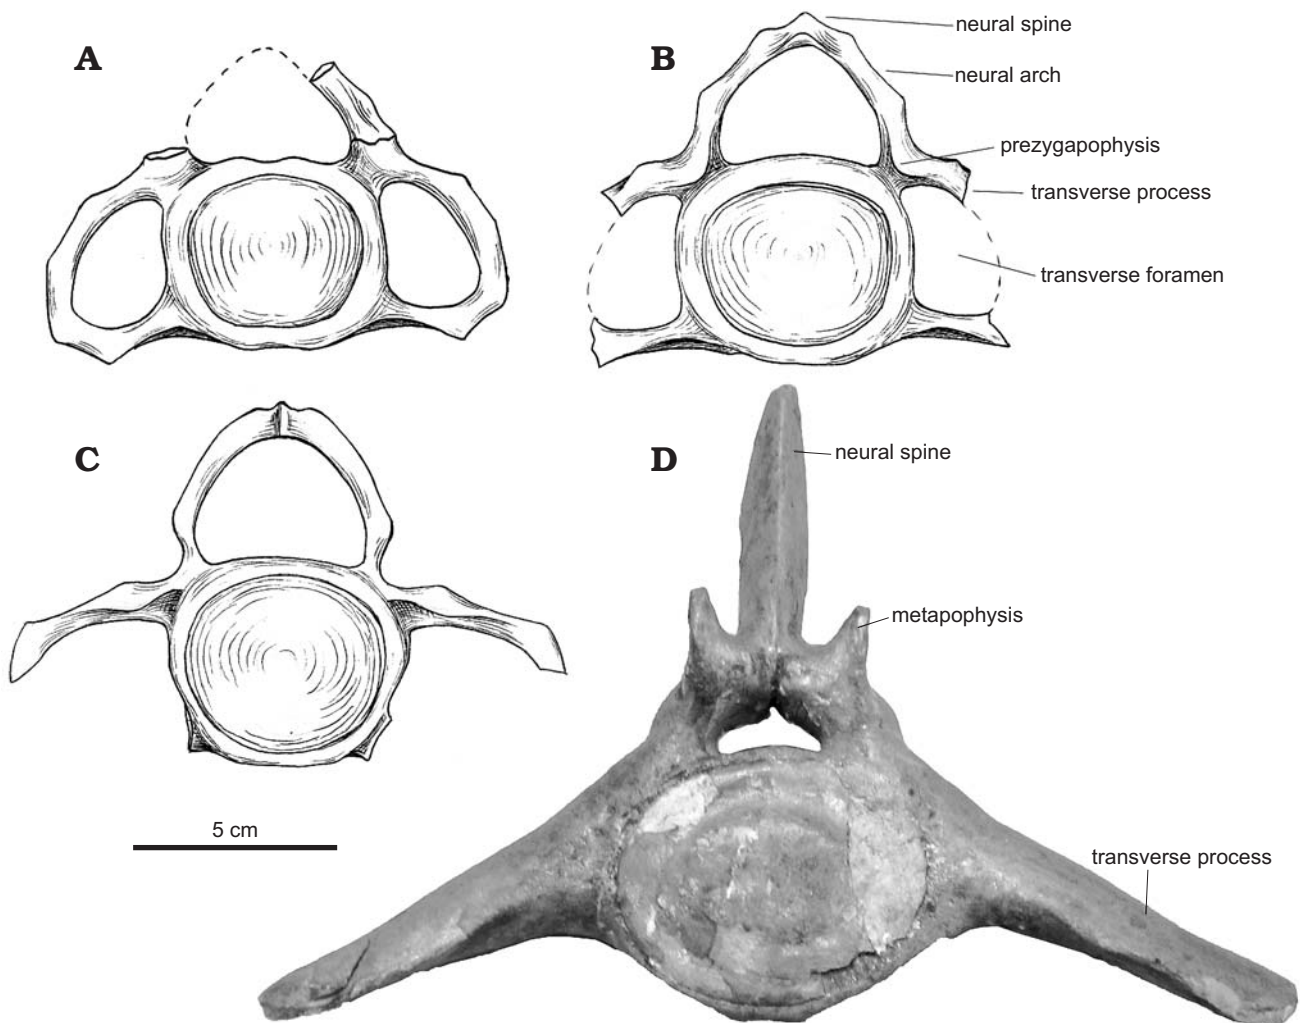 A
B
neural spine
neural arch
prezygapophysis
transverse process
transverse foramen
C
D
neural spine
metapophysis
5 cm
transverse process